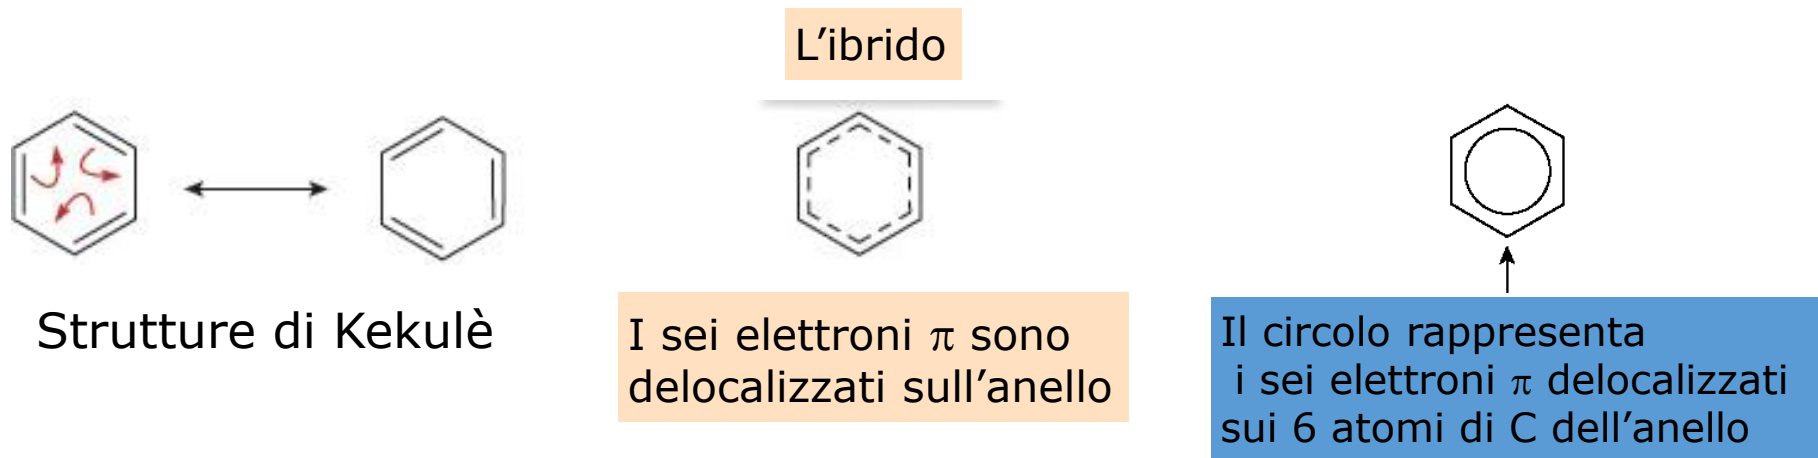 L’ibrido
Strutture di Kekulè
I sei elettroni π sono
delocalizzati sull’anello
Il circolo rappresenta
i sei elettroni π delocalizzati
sui 6 atomi di C dell’anello